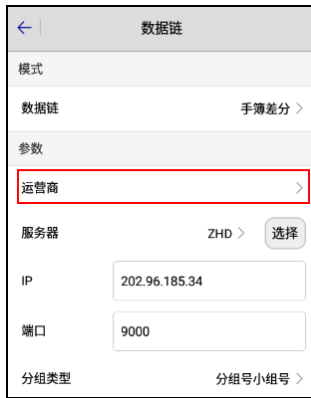 数据链
模式
数据链 手簿差分
参数
运营商
服务器 ZHD 选择
IP 202.96.185.34
端口 9000
分组类型 分组号小组号